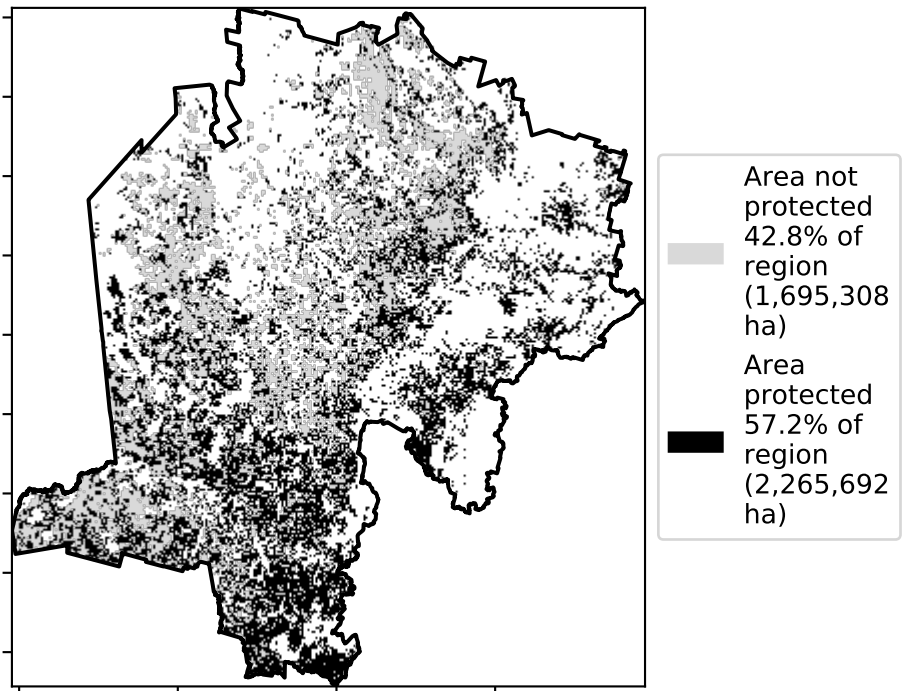 Area not
protected
42.8% of
region
(1,695,308
ha)
Area
protected
57.2% of
region
(2,265,692
ha)